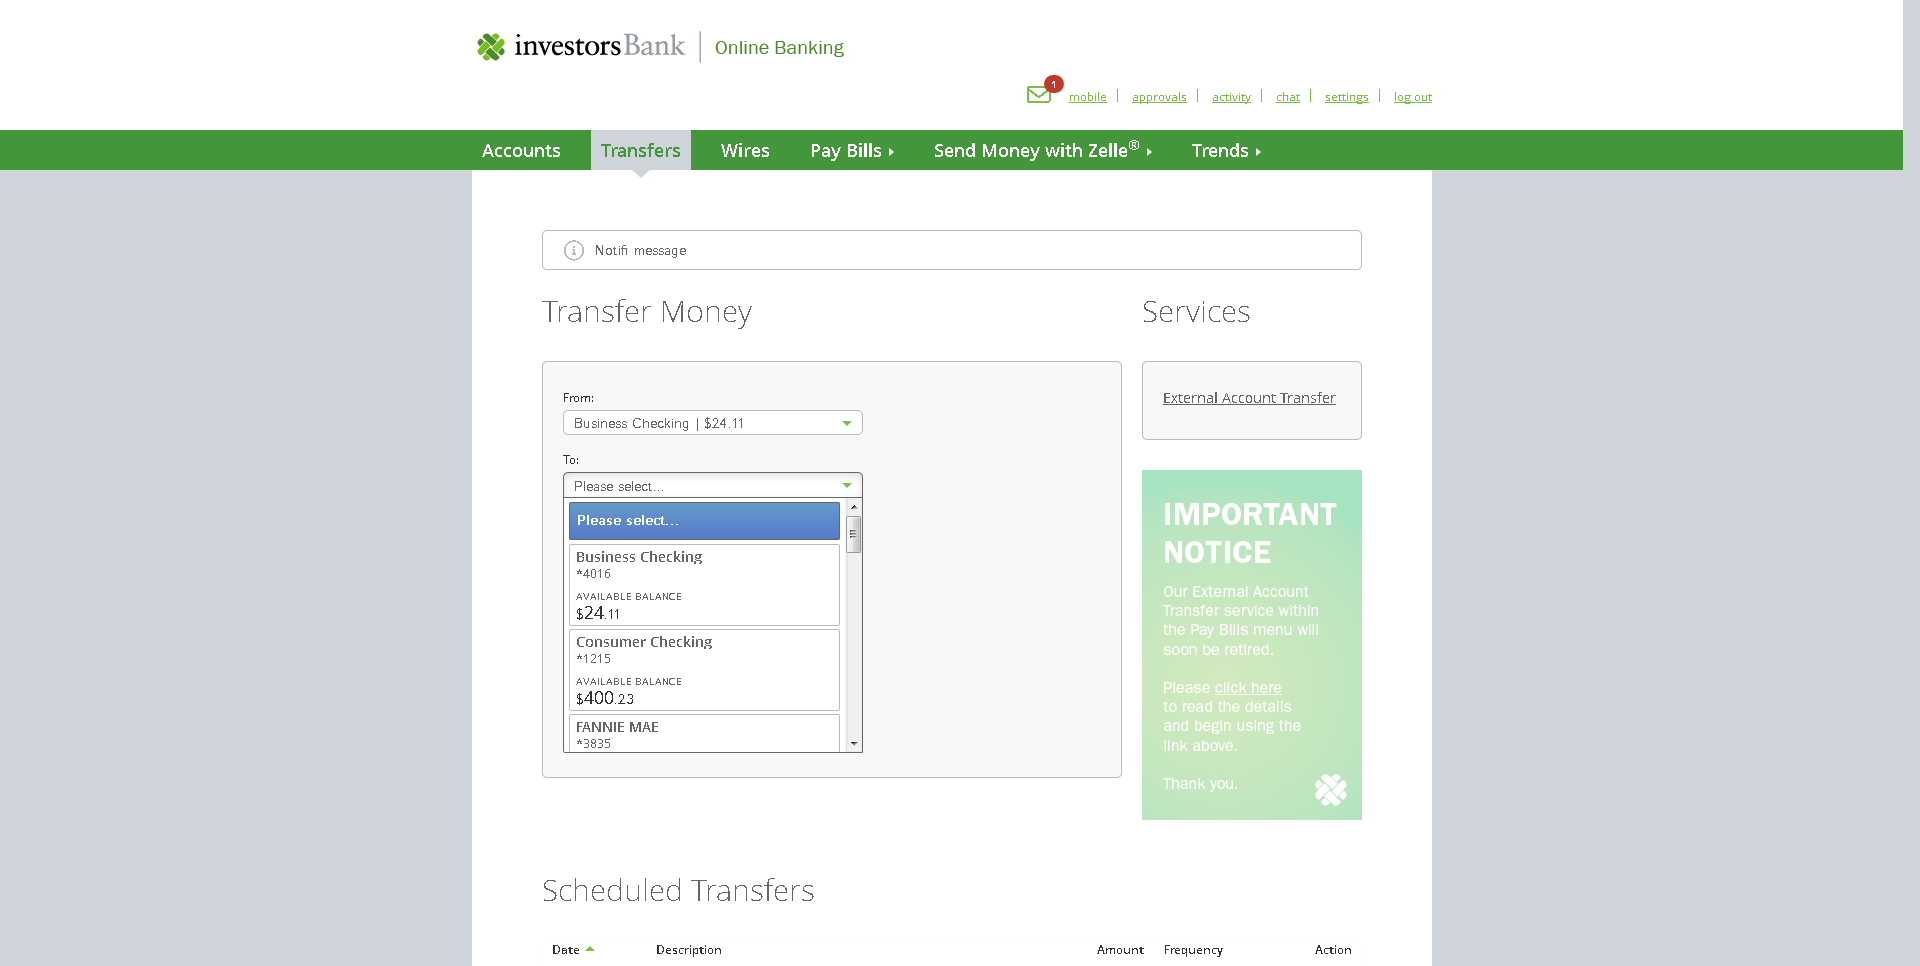 investorsBank | Online Banking
1
mobile | approvals | activity | chat | settings | log out
Accounts Transfers Wires Pay Bills Send Money with Zelle® Trends
Notifi message
Transfer Money
Services
From:
Business Checking | $24.11
To:
Please select...
Please select...
Business Checking
*4016
AVAILABLE BALANCE
$24.11
Consumer Checking
*1215
AVAILABLE BALANCE
$400.23
FANNIE MAE
*3835
External Account Transfer
IMPORTANT
NOTICE
Our External Account
Transfer service within
the Pay Bills menu will
soon be retired.
Please click here
to read the details
and begin using the
link above.
Thank you.
Scheduled Transfers
Date Description Amount Frequency Action